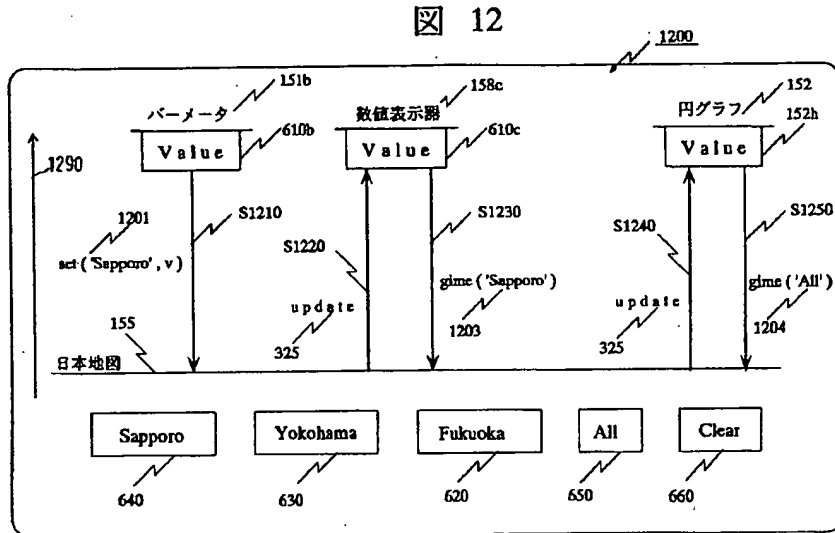 図 12
1200
151b
158c
152
バーメータ
数値表示器
円グラフ
Value
610b
Value
610c
Value
152h
1290
1201
S1210
S1230
S1240
S1250
set('Sapporo',v)
S1220
gime('Sapporo')
gime('All')
update
1203
update
1204
155
325
325
日本地図
Sapporo
Yokohama
Fukuoka
All
Clear
640
630
620
650
660